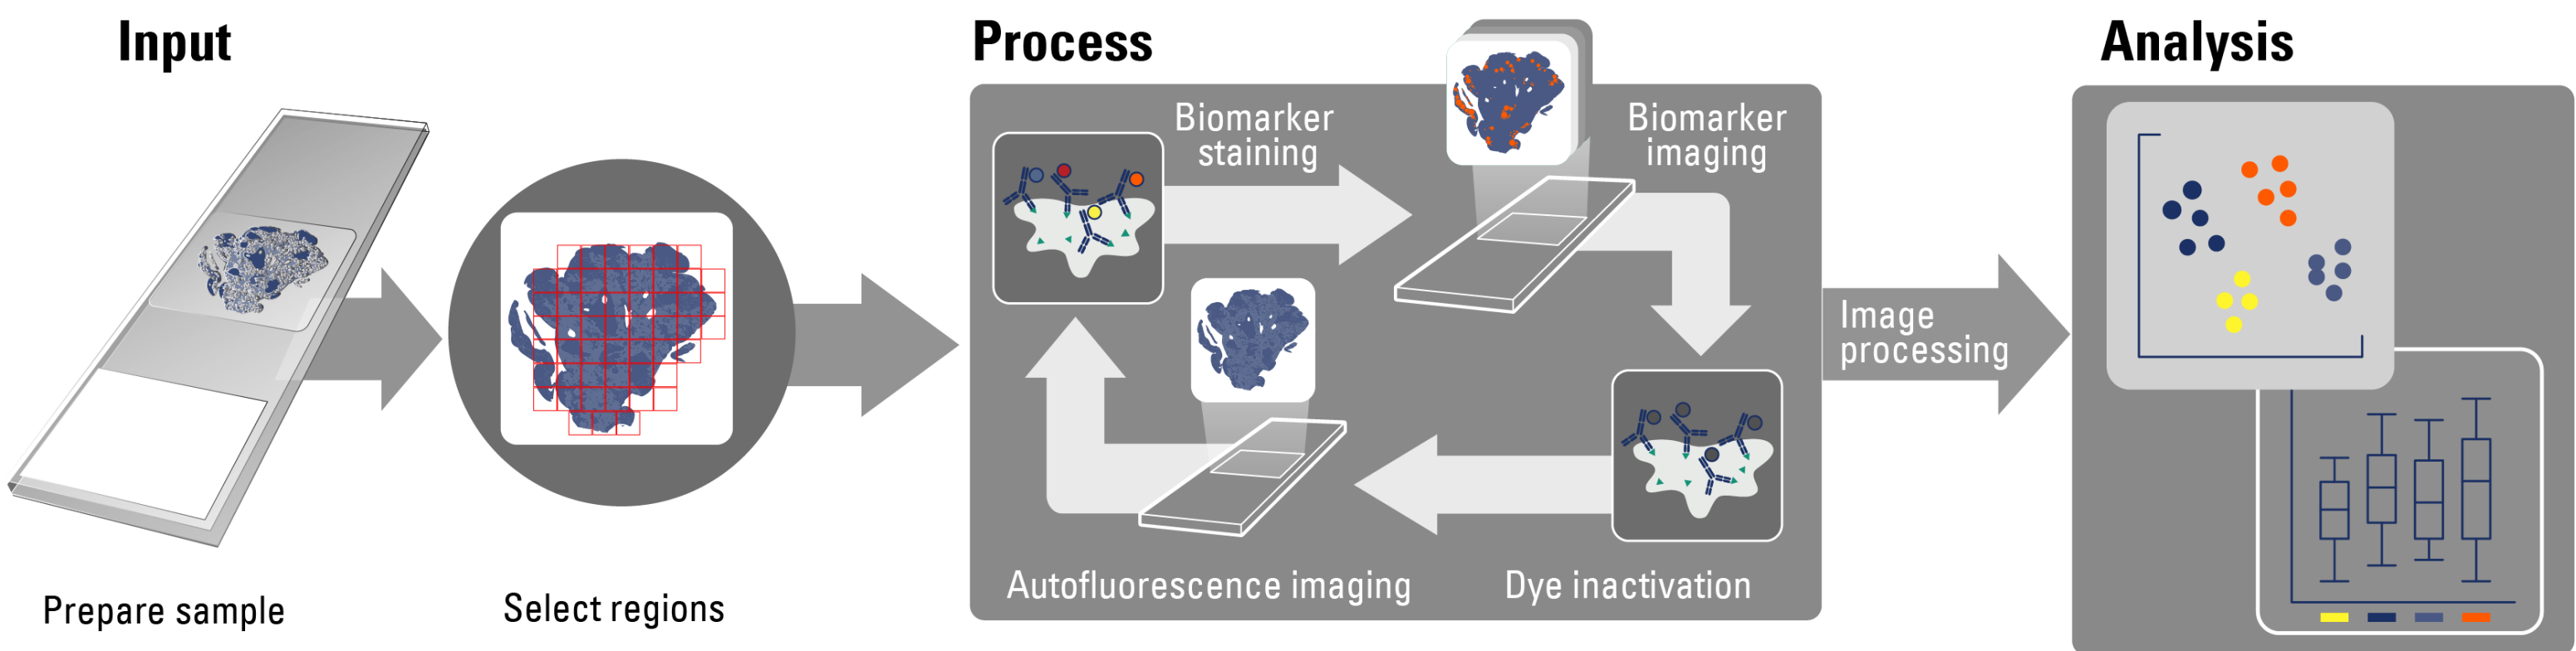 Input
Process
Analysis
Biomarker
staining
Biomarker
imaging
Image
processing
Autofluorescence imaging
Dye inactivation
Prepare sample
Select regions